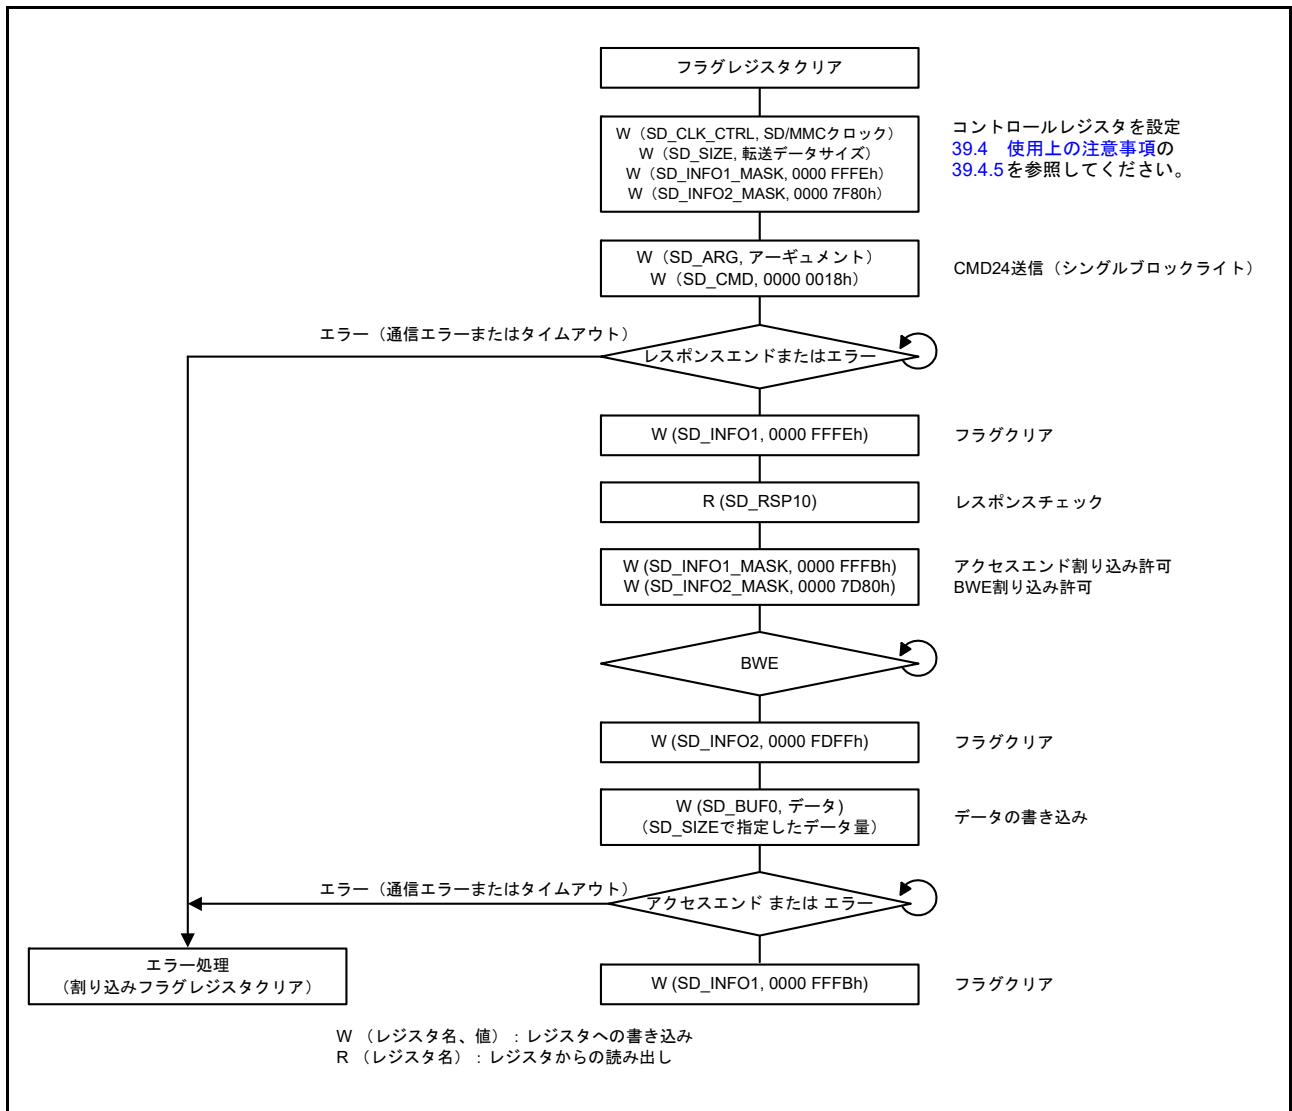 フラグレジスタクリア
W（SD_CLK_CTRL, SD/MMCクロック）
W（SD_SIZE, 転送データサイズ）
W（SD_INFO1_MASK, 0000 FFFEh）
W（SD_INFO2_MASK, 0000 7F80h）
コントロールレジスタを設定
39.4　使用上の注意事項の
39.4.5を参照してください。
W（SD_ARG, アーギュメント）
W（SD_CMD, 0000 0018h）
CMD24送信（シングルブロックライト）
エラー（通信エラーまたはタイムアウト）
レスポンスエンドまたはエラー
W (SD_INFO1, 0000 FFFEh)
フラグクリア
R (SD_RSP10)
レスポンスチェック
W (SD_INFO1_MASK, 0000 FFFBh)
W (SD_INFO2_MASK, 0000 7D80h)
アクセスエンド割り込み許可
BWE割り込み許可
BWE
W (SD_INFO2, 0000 FDFFh)
フラグクリア
W (SD_BUF0, データ)
（SD_SIZEで指定したデータ量）
データの書き込み
エラー（通信エラーまたはタイムアウト）
アクセスエンド または エラー
エラー処理
（割り込みフラグレジスタクリア）
W (SD_INFO1, 0000 FFFBh)
フラグクリア
W （レジスタ名、値）：レジスタへの書き込み
R （レジスタ名）：レジスタからの読み出し